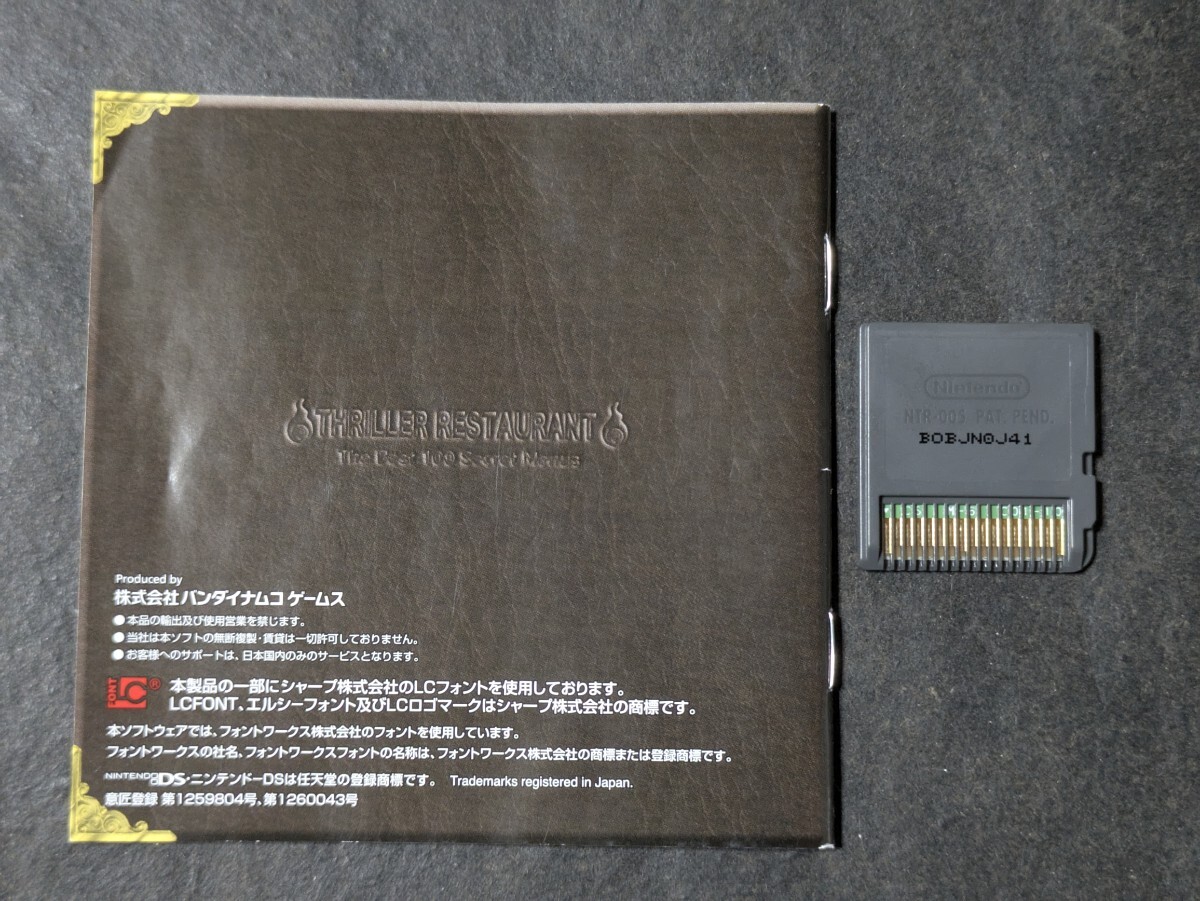 THRILLER RESTAURANT
The Best 100 Secret Menus
Produced by
株式会社バンダイナムコ ゲームス
●本品の輸出及び使用営業を禁じます。
●当社は本ソフトの無断複製・賃貸は一切許可しておりません。
●お客様へのサポートは、日本国内のみのサービスとなります。
FONT LC® 本製品の一部にシャープ株式会社のLCフォントを使用しております。
LCFONT、エルシーフォント及びLCロゴマークはシャープ株式会社の商標です。
本ソフトウェアでは、フォントワークス株式会社のフォントを使用しています。
フォントワークスの社名、フォントワークスフォントの名称は、フォントワークス株式会社の商標または登録商標です。
NINTENDO DS・ニンテンドーDSは任天堂の登録商標です。 Trademarks registered in Japan.
意匠登録 第1259804号、第1260043号
Nintendo
NTR-005 PAT. PEND.
BOBJN0J41